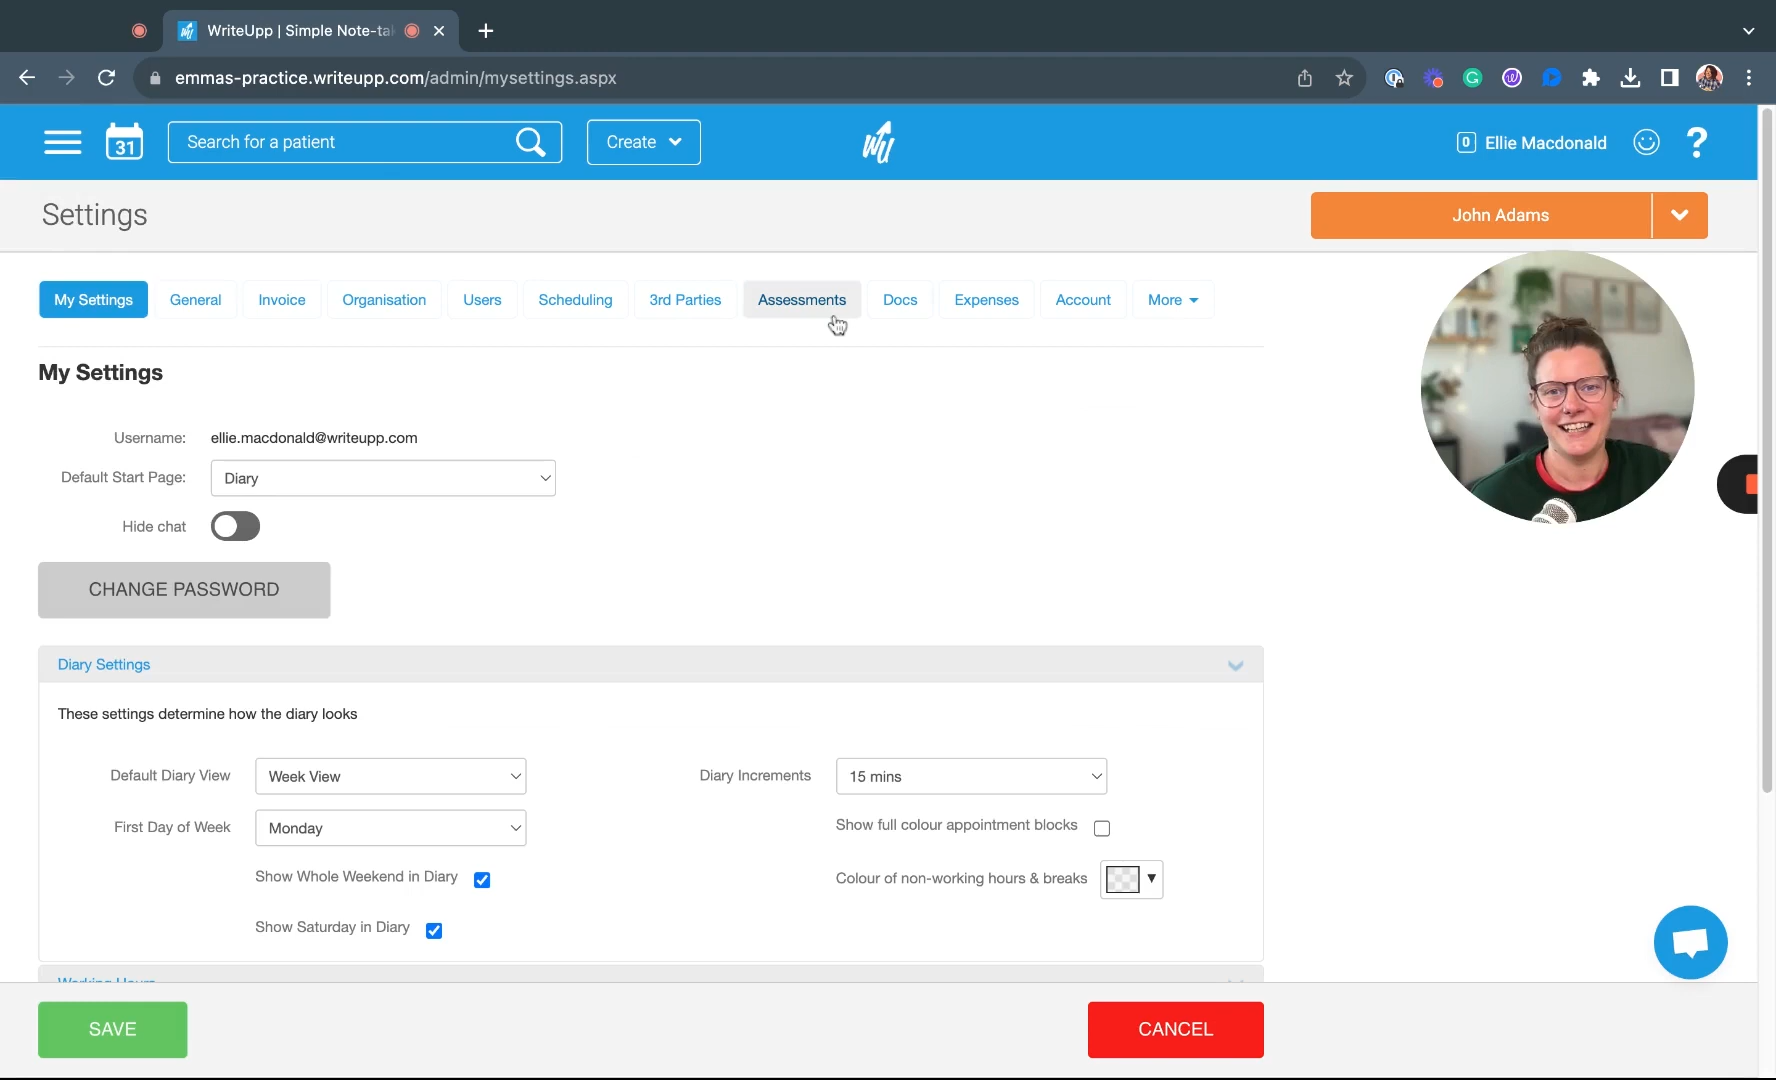 WriteUpp | Simple Note-tak
emmas-practice.writeupp.com/admin/mysettings.aspx
31
Search for a patient
Create
0 Ellie Macdonald
?
Settings
John Adams
My Settings General Invoice Organisation Users Scheduling 3rd Parties Assessments Docs Expenses Account More
My Settings
Username: ellie.macdonald@writeupp.com
Default Start Page: Diary
Hide chat
CHANGE PASSWORD
Diary Settings
These settings determine how the diary looks
Default Diary View Week View Diary Increments 15 mins
First Day of Week Monday Show full colour appointment blocks
Show Whole Weekend in Diary Colour of non-working hours & breaks
Show Saturday in Diary
Working Hours
SAVE CANCEL